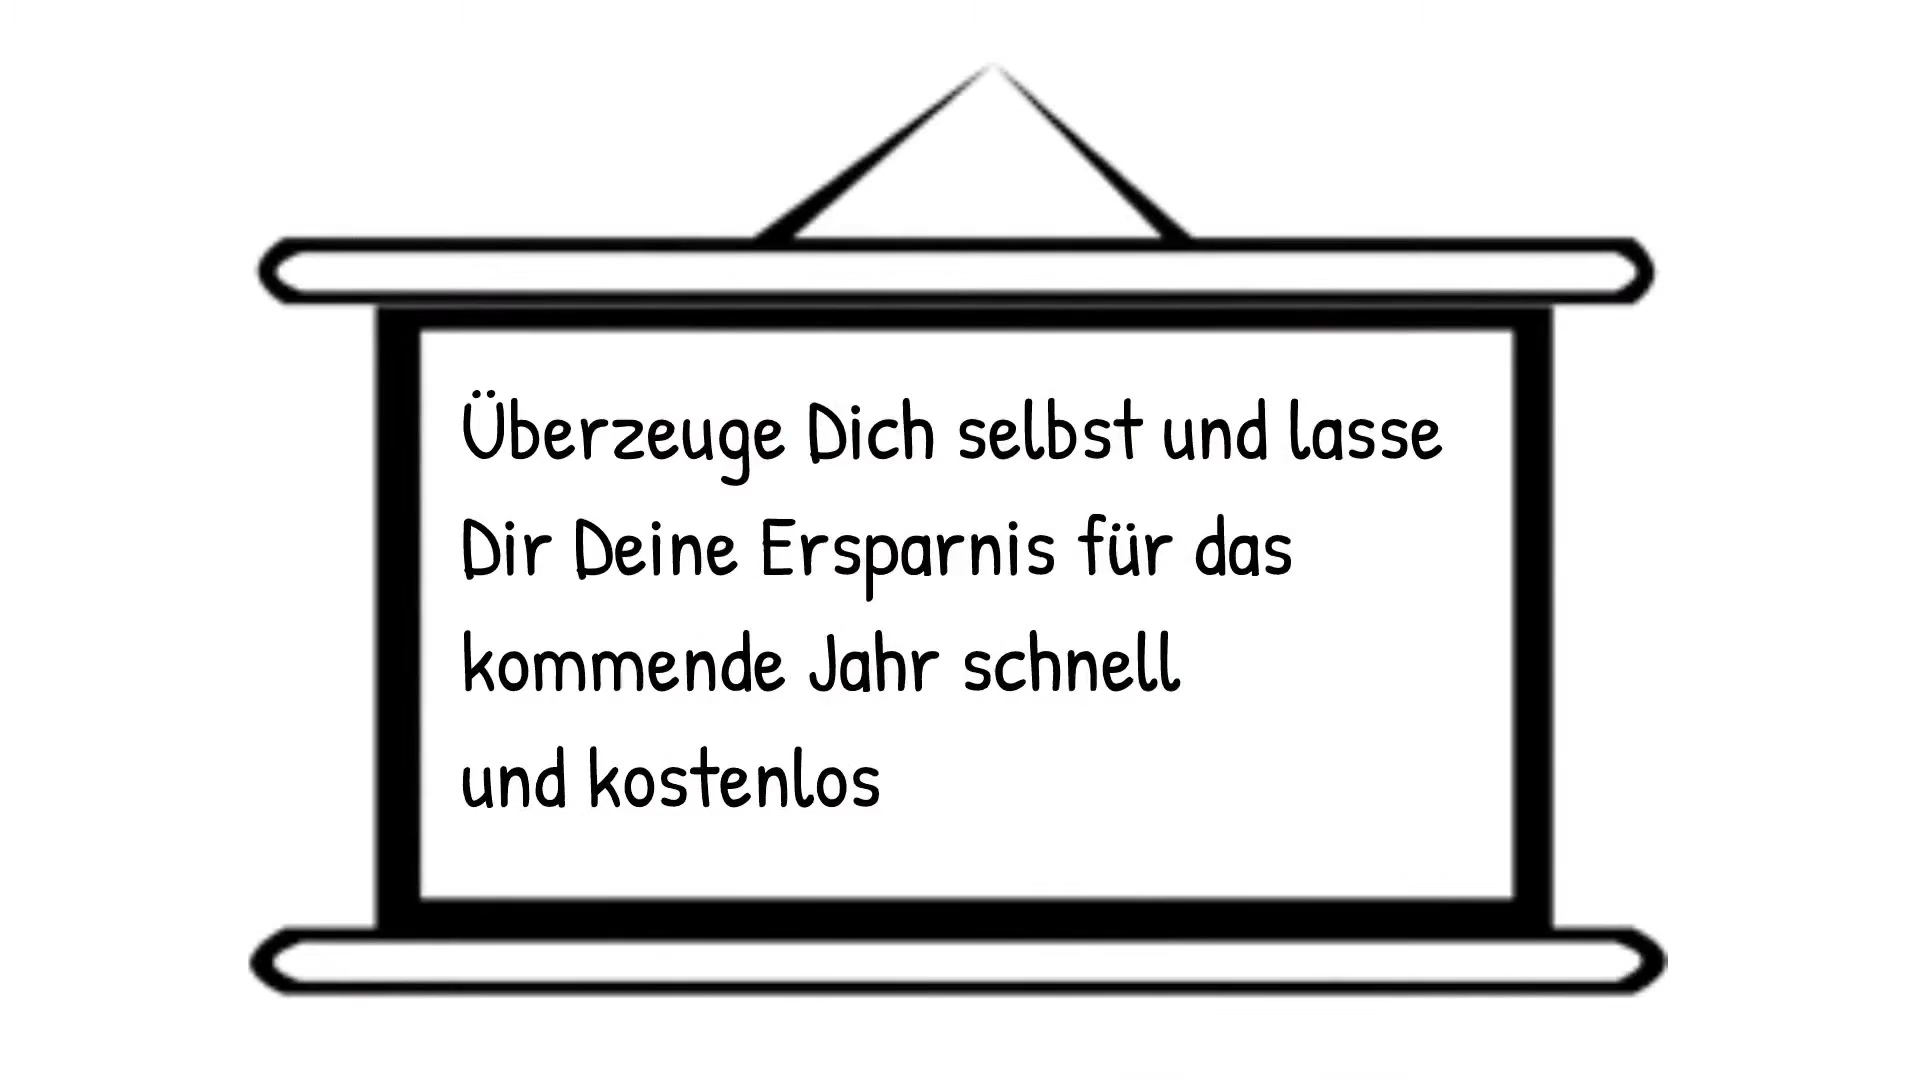 Überzeuge Dich selbst und lasse
Dir Deine Ersparnis für das
kommende Jahr schnell
und kostenlos